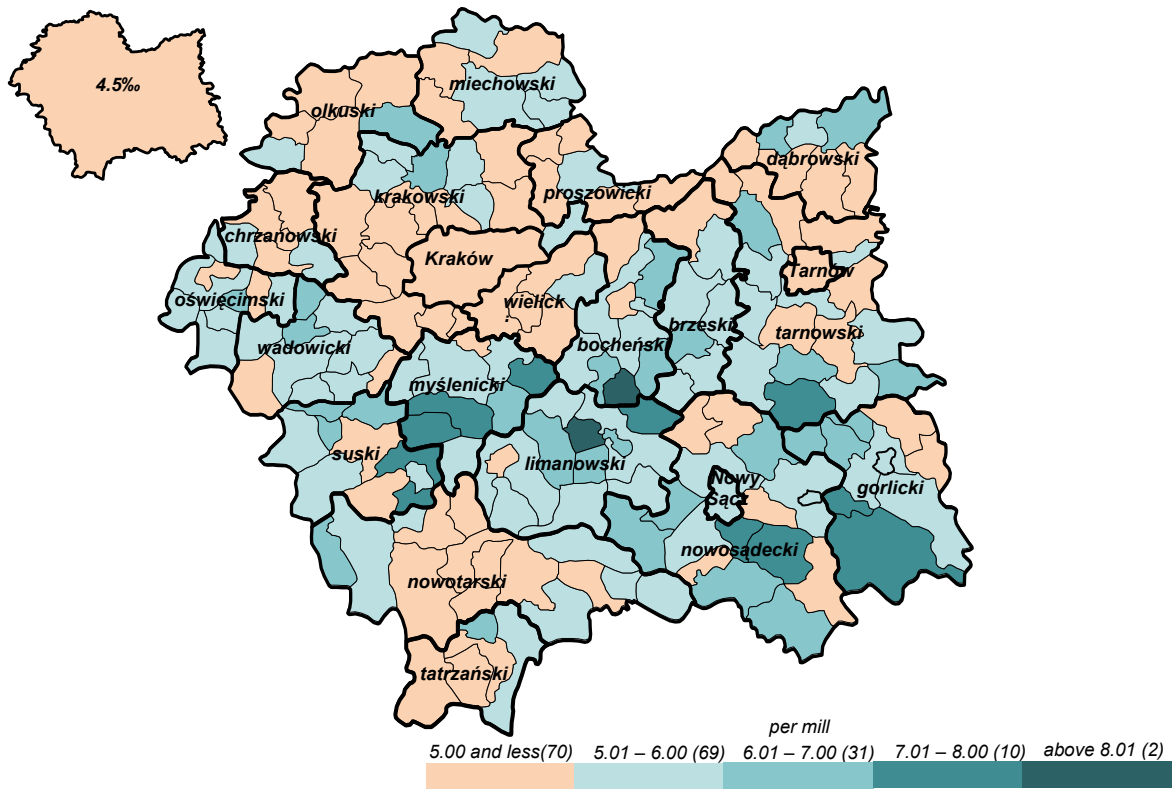 4.5‰
miechowski
olkuski
dąbrowski
krakowski
proszowicki
chrzanowski
Kraków
Tarnów
oświęcimski
wielick
:
brzeski
tarnowski
wadowicki
bocheński
myślenicki
suski
limanowski
Nowy
Sącz
gorlicki
nowosądecki
nowotarski
tatrzański
per mill
5.00 and less(70)
5.01 – 6.00 (69)
6.01 – 7.00 (31)
7.01 – 8.00 (10)
above 8.01 (2)